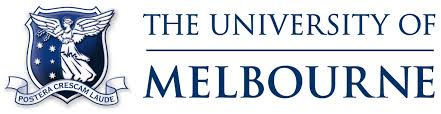 THE UNIVERSITY OF
MELBOURNE
POSTERA CRESCAM LAUDE